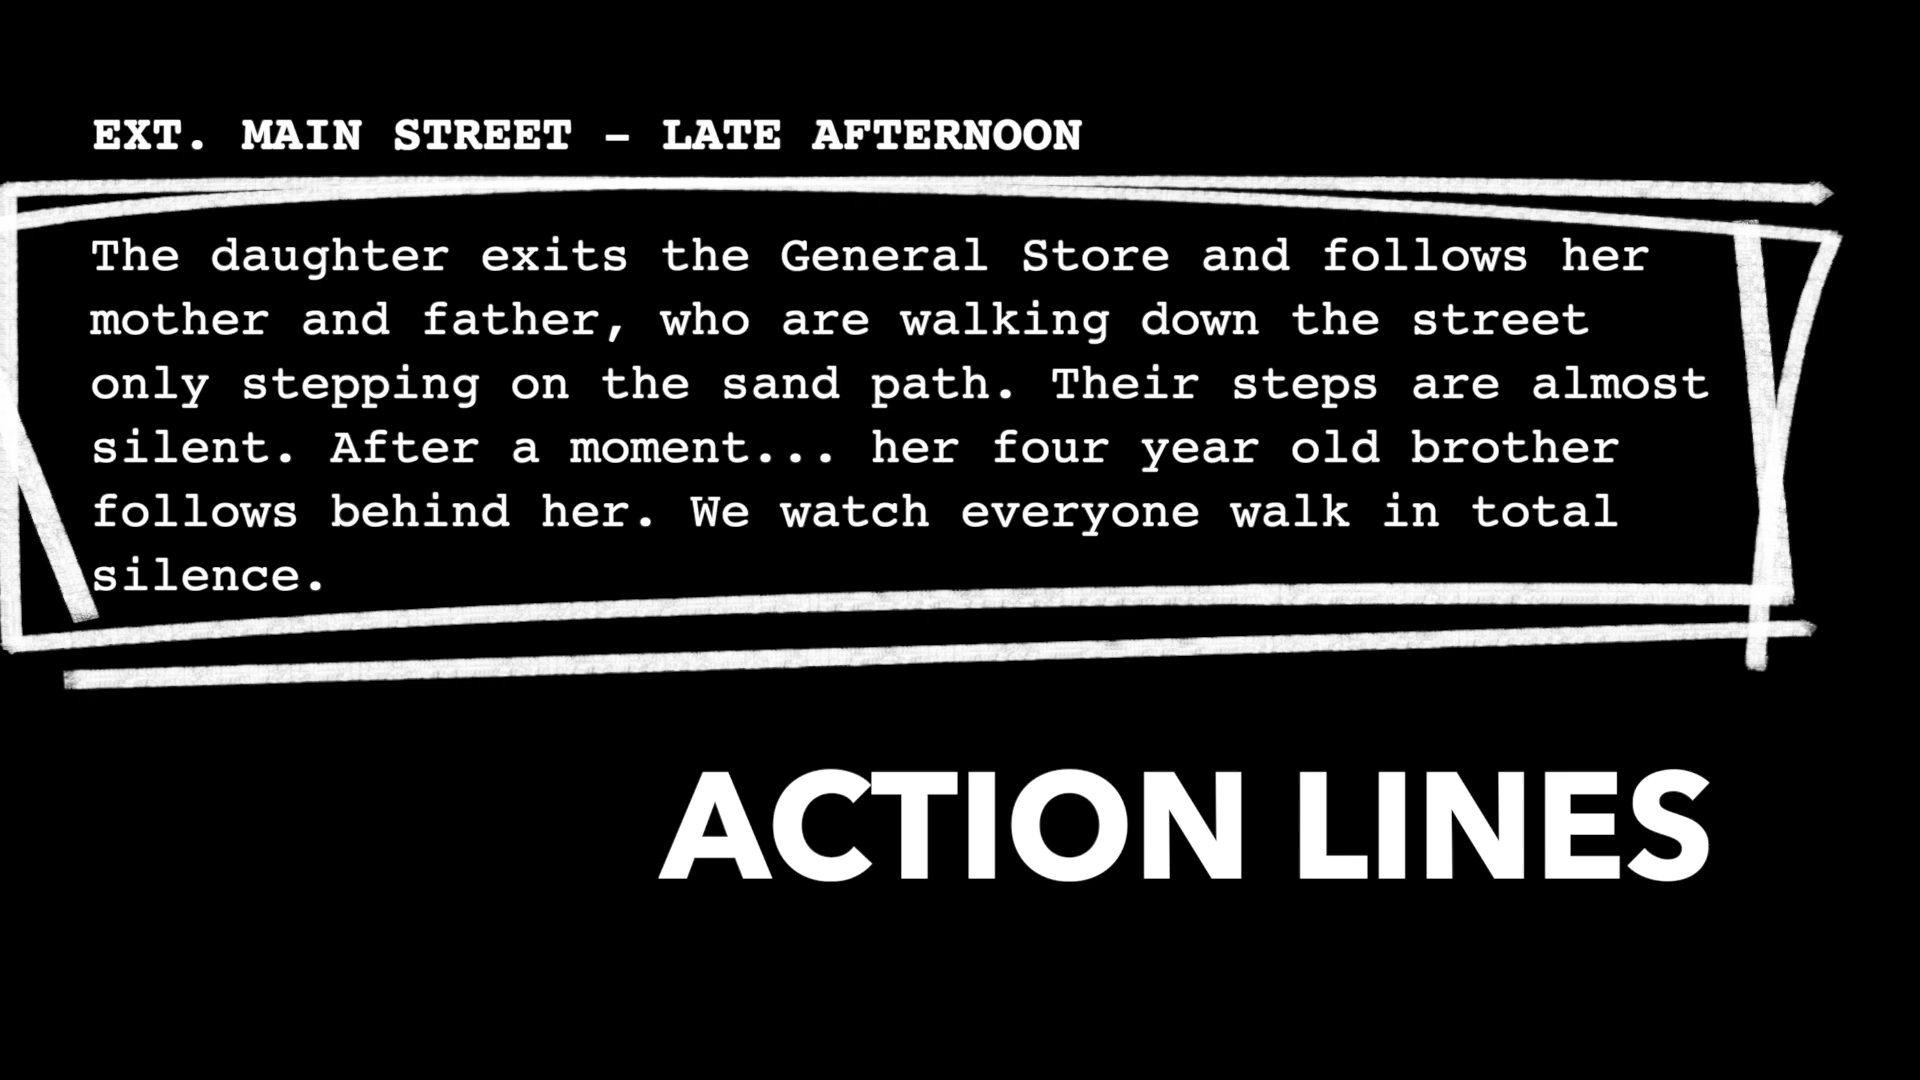 EXT. MAIN STREET – LATE AFTERNOON
The daughter exits the General Store and follows her
mother and father, who are walking down the street
only stepping on the sand path. Their steps are almost
silent. After a moment... her four year old brother
follows behind her. We watch everyone walk in total
silence.
ACTION LINES